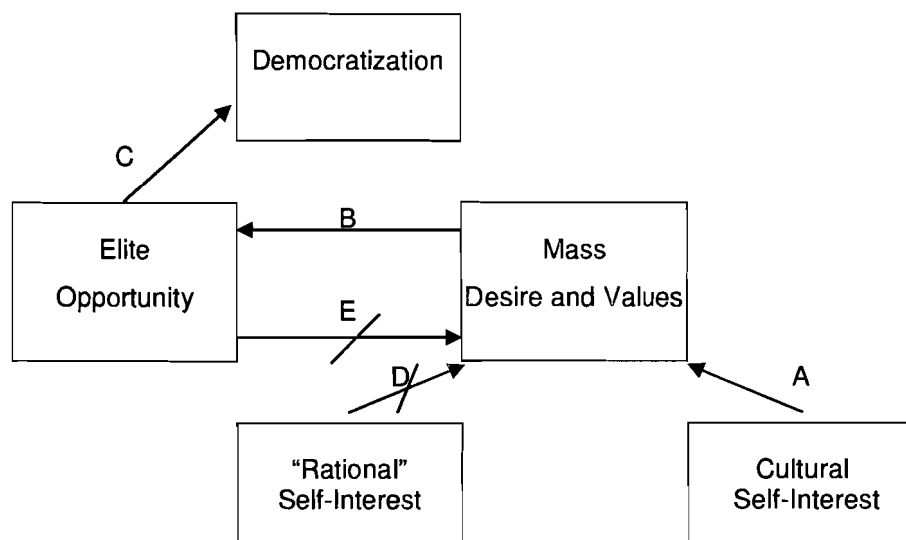 Democratization
C
B
Elite
Opportunity
Mass
Desire and Values
E
D
A
“Rational”
Self-Interest
Cultural
Self-Interest